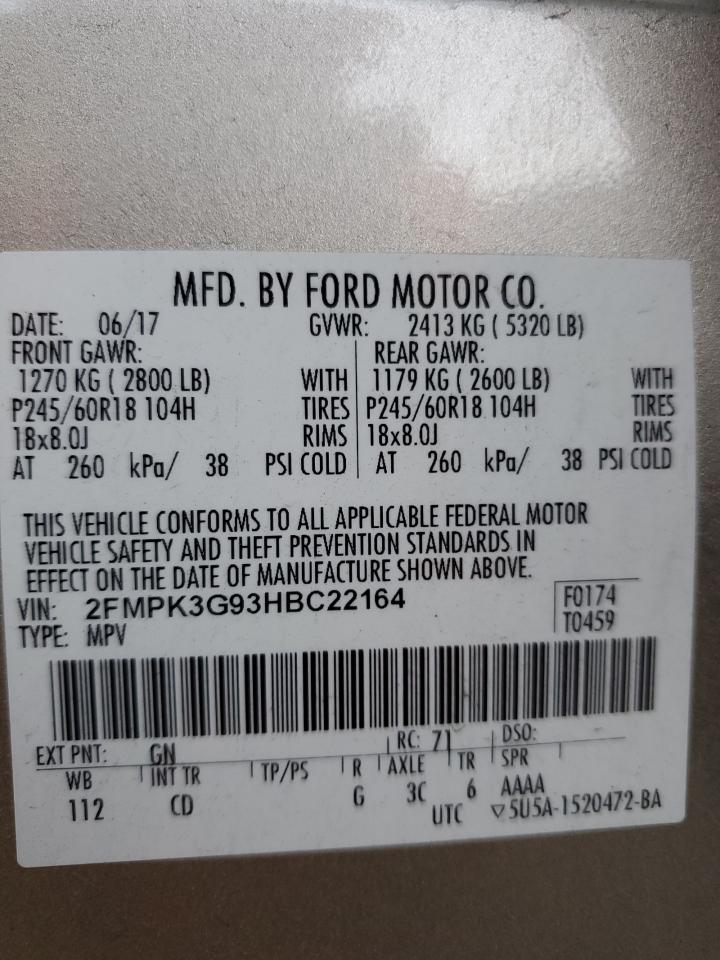 MFD. BY FORD MOTOR CO.
DATE: 06/17 GVWR: 2413 KG ( 5320 LB)
FRONT GAWR: REAR GAWR:
1270 KG ( 2800 LB) WITH 1179 KG ( 2600 LB) WITH
P245/60R18 104H TIRES P245/60R18 104H TIRES
18x8.0J RIMS 18x8.0J RIMS
AT 260 kPa/ 38 PSI COLD AT 260 kPa/ 38 PSI COLD
THIS VEHICLE CONFORMS TO ALL APPLICABLE FEDERAL MOTOR
VEHICLE SAFETY AND THEFT PREVENTION STANDARDS IN
EFFECT ON THE DATE OF MANUFACTURE SHOWN ABOVE.
VIN: 2FMPK3G93HBC22164 F0174
TYPE: MPV T0459
EXT PNT: GN RC: 71 DSO:
WB INT TR TP/PS R AXLE TR SPR
112 CD G 3C 6 AAAA
UTC ▽5U5A-1520472-BA